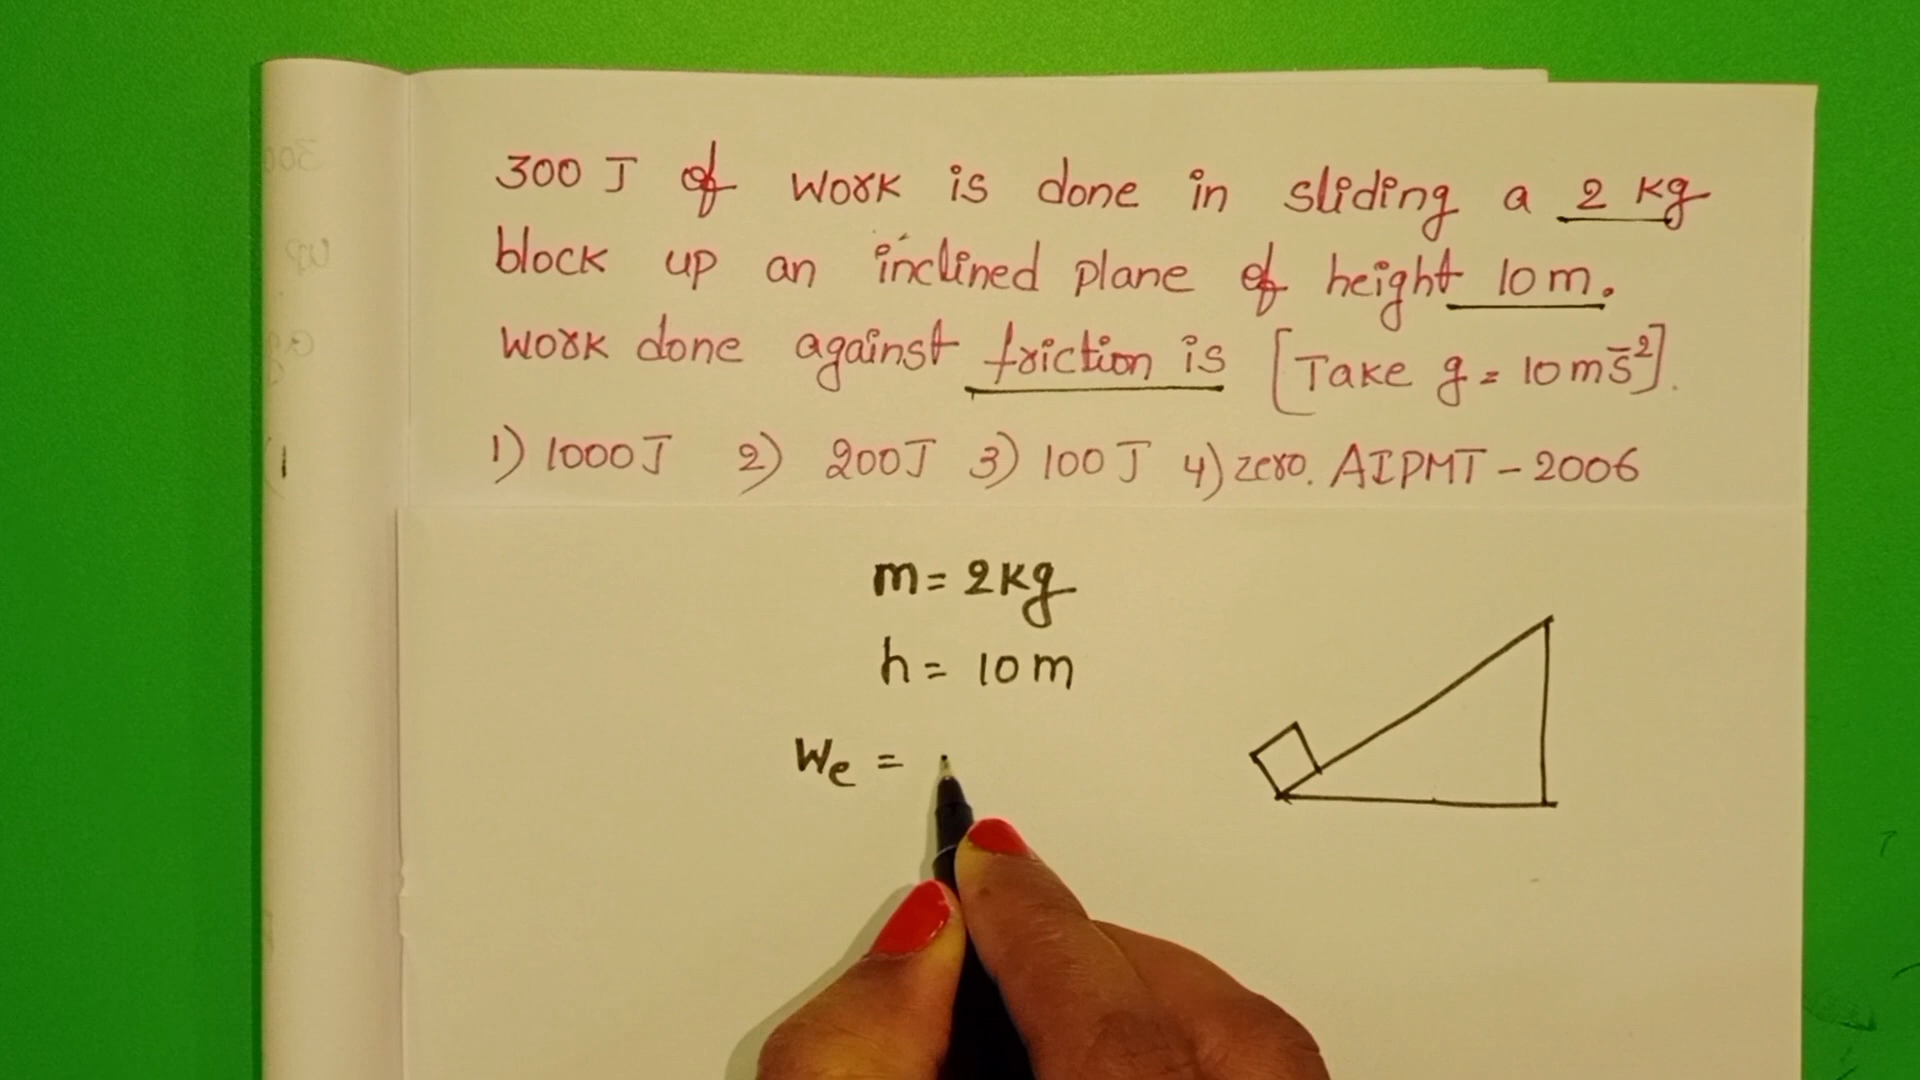 300 J of work is done in sliding a 2 kg
block up an inclined plane of height 10 m.
work done against friction is [Take g = 10 m s⁻²].
1) 1000 J 2) 200 J 3) 100 J 4) zero. AIPMT - 2006
m = 2 kg
h = 10 m
We =